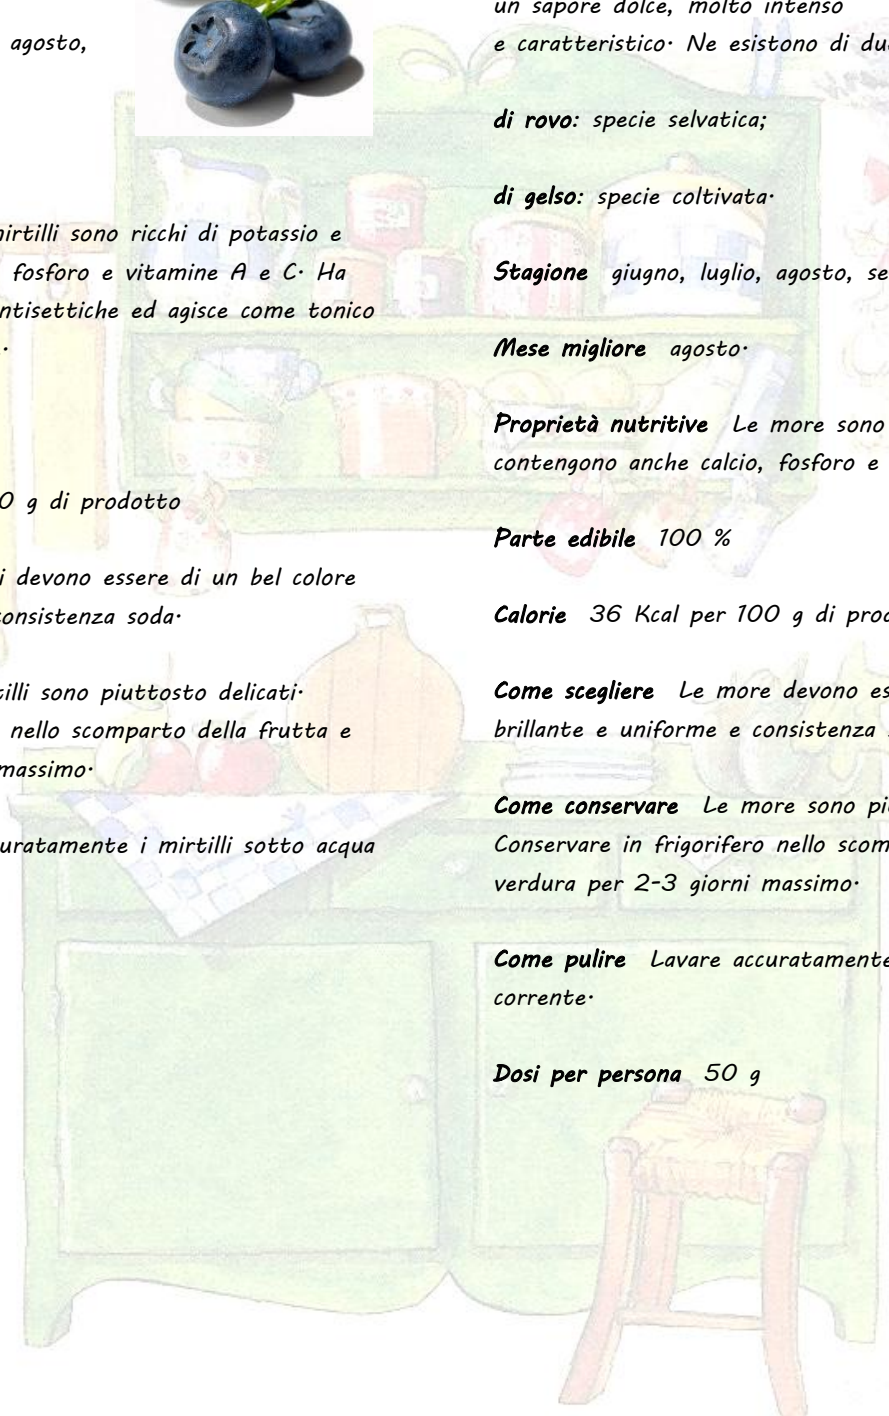 agosto,
mirtilli sono ricchi di potassio e
fosforo e vitamine A e C. Ha
antisettiche ed agisce come tonico
.
0 g di prodotto
i devono essere di un bel colore
consistenza soda.
tilli sono piuttosto delicati.
nello scomparto della frutta e
massimo.
uratamente i mirtilli sotto acqua
un sapore dolce, molto intenso
e caratteristico. Ne esistono di du
di rovo: specie selvatica;
di gelso: specie coltivata.
Stagione giugno, luglio, agosto, se
Mese migliore agosto.
Proprietà nutritive Le more sono
contengono anche calcio, fosforo e
Parte edibile 100 %
Calorie 36 Kcal per 100 g di prod
Come scegliere Le more devono es
brillante e uniforme e consistenza
Come conservare Le more sono pi
Conservare in frigorifero nello scom
verdura per 2-3 giorni massimo.
Come pulire Lavare accuratamente
corrente.
Dosi per persona 50 g